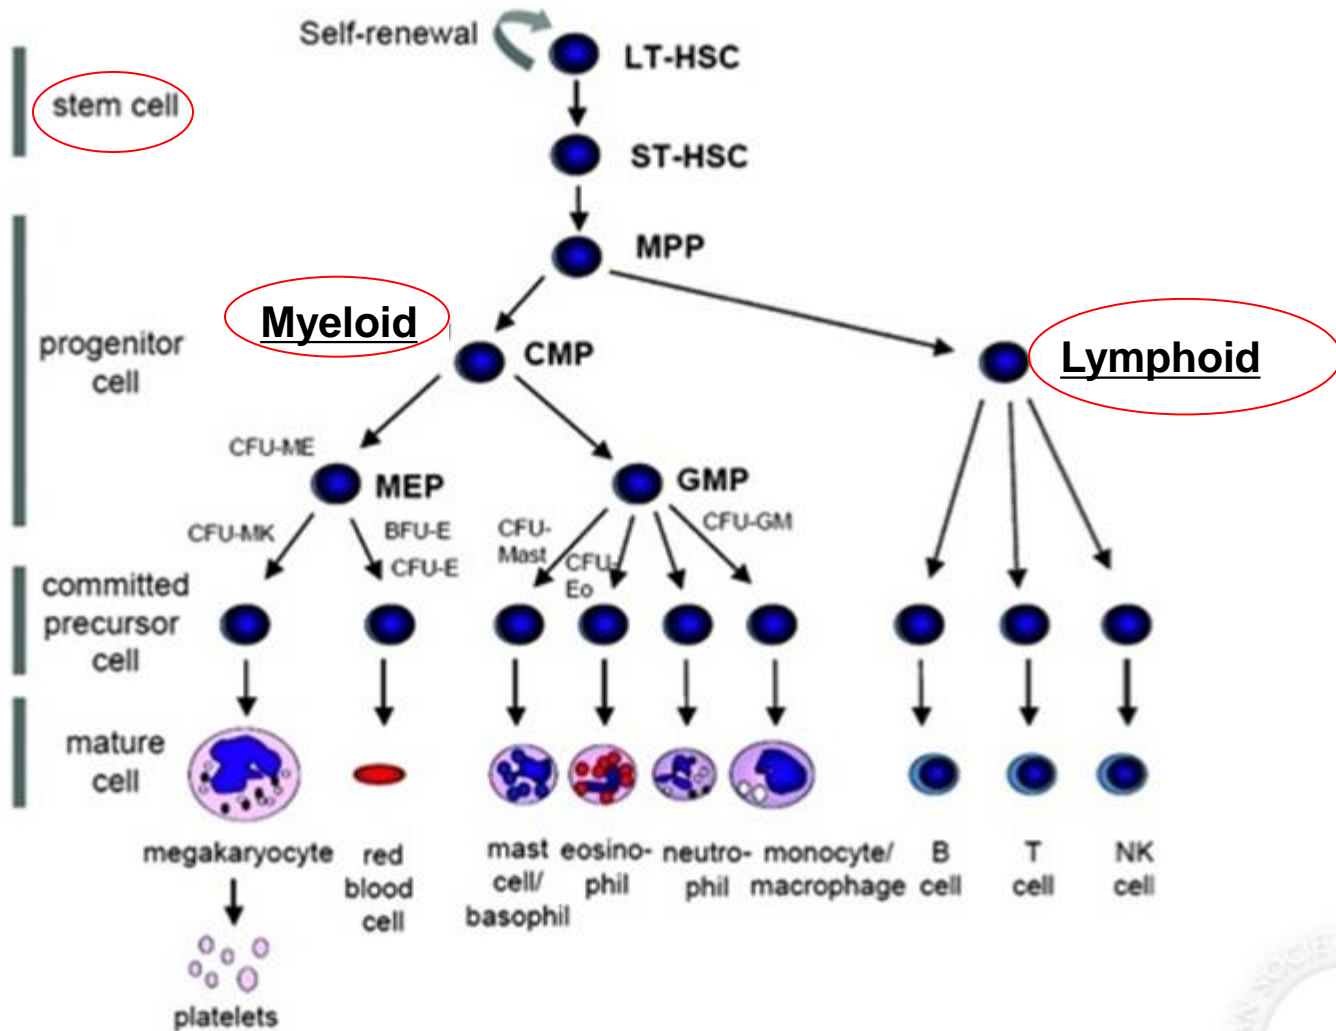 Self-renewal
LT-HSC
stem cell
ST-HSC
MPP
Myeloid
progenitor
cell
CMP
Lymphoid
CFU-ME
MEP
GMP
CFU-MK
BFU-E
CFU-E
CFU-
Mast
CFU-
Eo
CFU-GM
committed
precursor
cell
mature
cell
megakaryocyte
red
blood
cell
mast
cell/
basophil
eosino-
phil
neutro-
phil
monocyte/
macrophage
B
cell
T
cell
NK
cell
platelets